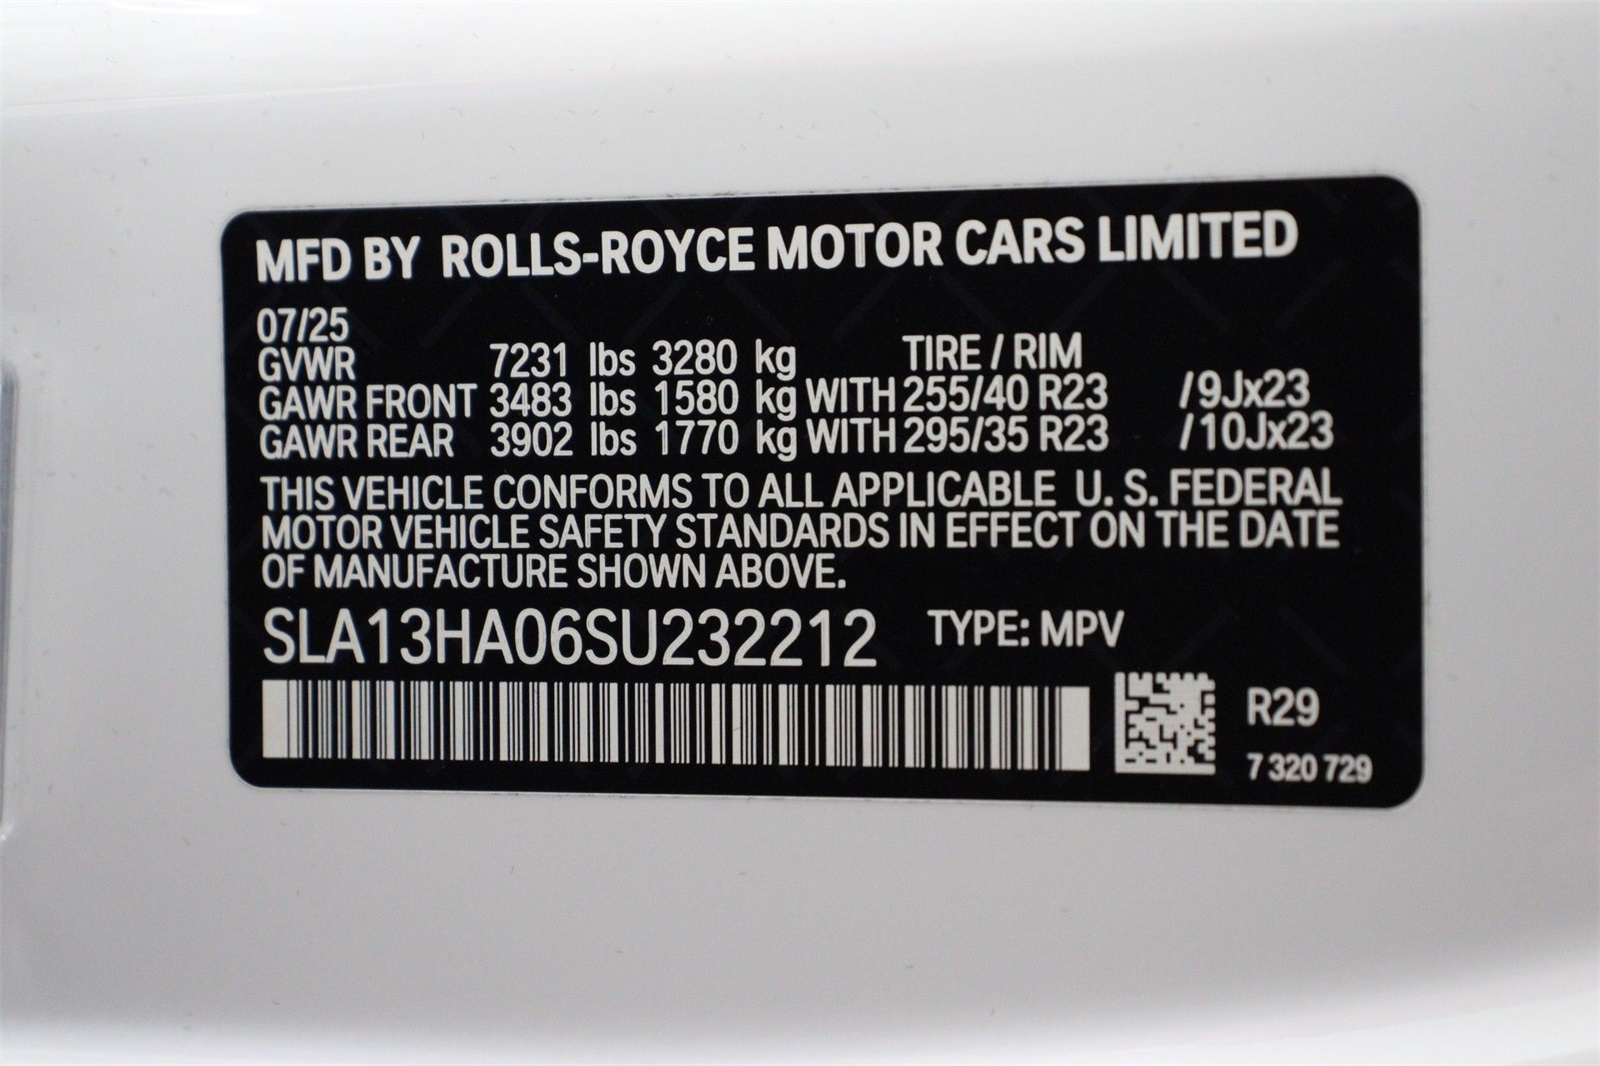 MFD BY ROLLS-ROYCE MOTOR CARS LIMITED
07/25
GVWR 7231 lbs 3280 kg TIRE / RIM
GAWR FRONT 3483 lbs 1580 kg WITH 255/40 R23 /9Jx23
GAWR REAR 3902 lbs 1770 kg WITH 295/35 R23 /10Jx23
THIS VEHICLE CONFORMS TO ALL APPLICABLE U. S. FEDERAL
MOTOR VEHICLE SAFETY STANDARDS IN EFFECT ON THE DATE
OF MANUFACTURE SHOWN ABOVE.
SLA13HA06SU232212 TYPE: MPV
R29
7 320 729